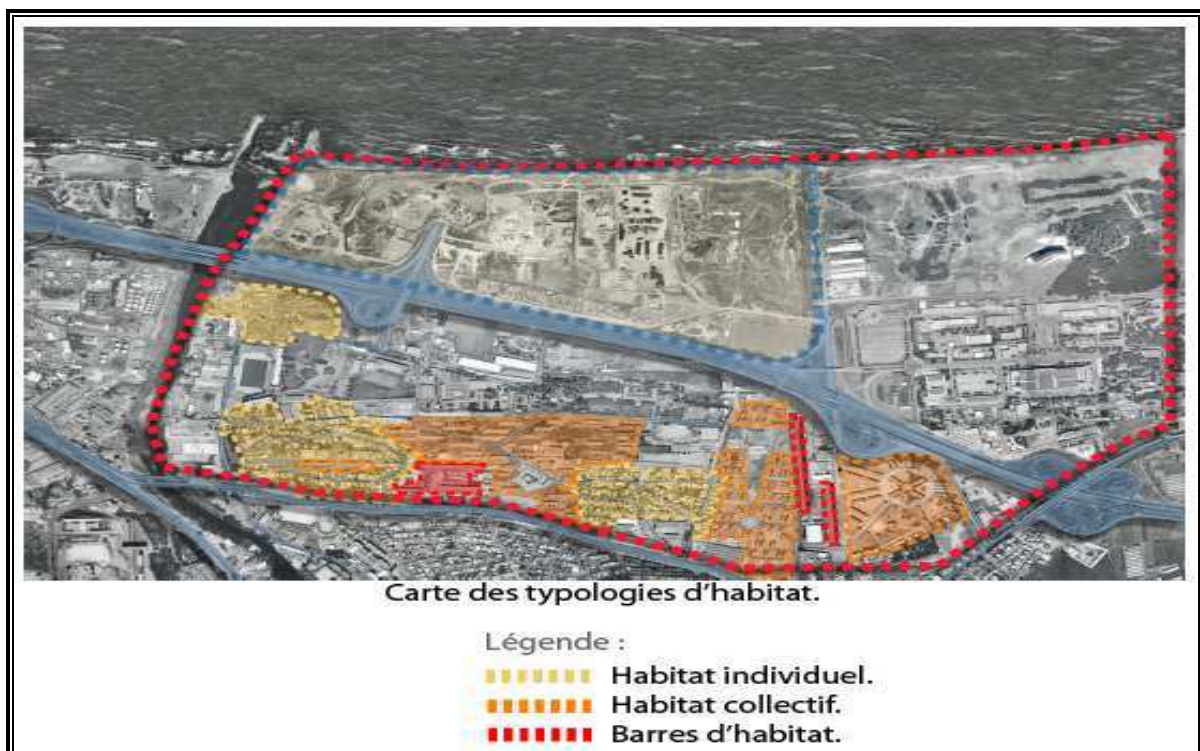 Carte des typologies d'habitat.
Légende :
Habitat individuel.
Habitat collectif.
Barres d'habitat.